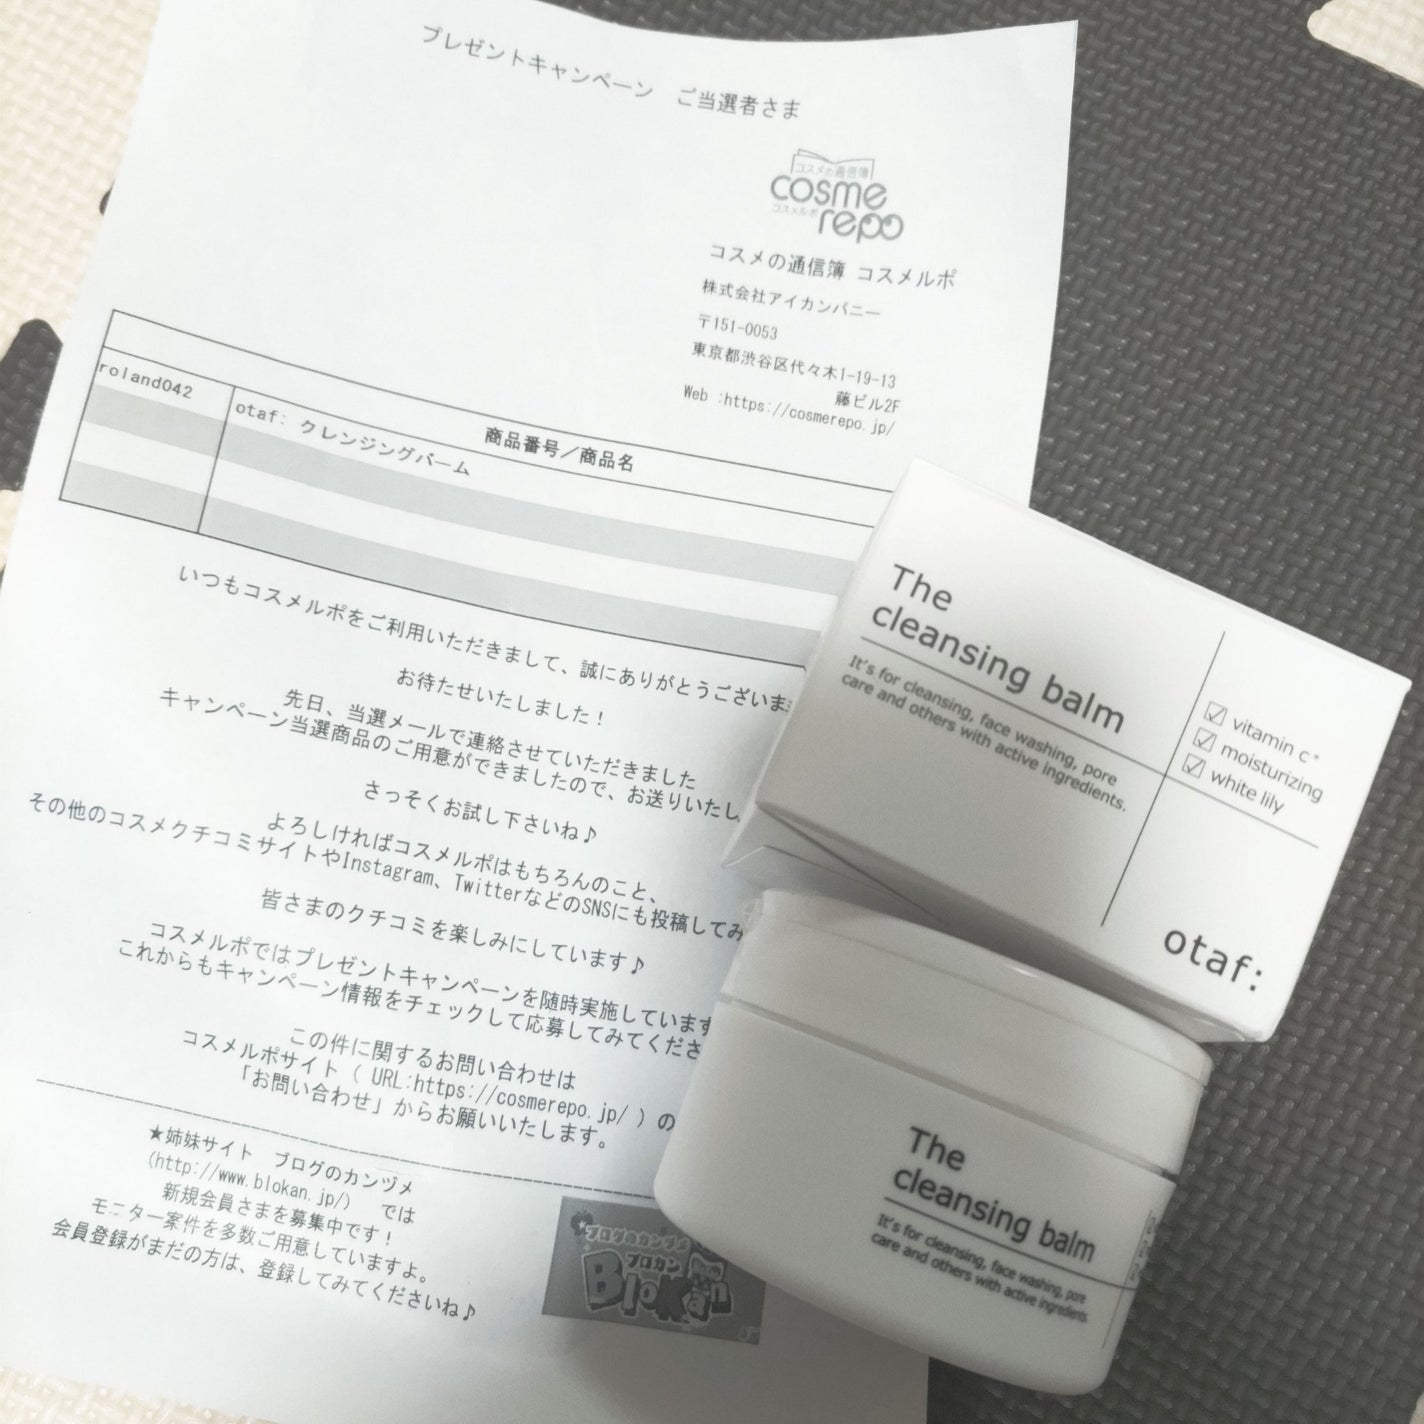 プレゼントキャンペーン ご当選者さま
コスメの通信簿
cosme
コスメルポ
repo
コスメの通信簿 コスメルポ
株式会社アイカンパニー
〒151-0053
東京都渋谷区代々木1-19-13
藤ビル2F
Web :https://cosmerepo.jp/
商品番号／商品名
roland042
otaf: クレンジングバーム
いつもコスメルポをご利用いただきまして、誠にありがとうございま
お待たせいたしました！
先日、当選メールで連絡させていただきました
キャンペーン当選商品のご用意ができましたので、お送りいたし
さっそくお試し下さいね♪
よろしければコスメルポはもちろんのこと、
その他のコスメクチコミサイトやInstagram、TwitterなどのSNSにも投稿してみ
皆さまのクチコミを楽しみにしています♪
コスメルポではプレゼントキャンペーンを随時実施しています
これからもキャンペーン情報をチェックして応募してみてくださ
この件に関するお問い合わせは
コスメルポサイト（ URL:https://cosmerepo.jp/ ）の
「お問い合わせ」からお願いいたします。
★姉妹サイト ブログのカンヅメ
(http://www.blokan.jp/) では
新規会員さまを募集中です！
モニター案件を多数ご用意していますよ。
会員登録がまだの方は、登録してみてくださいね♪
ブログのカンヅメ
ブロカン
BloKan
The
cleansing balm
It's for cleansing, face washing, pore
care and others with active ingredients.
vitamin c*
moisturizing
white lily
otaf:
The
cleansing balm
It's for cleansing, face washing, pore
care and others with active ingredients.